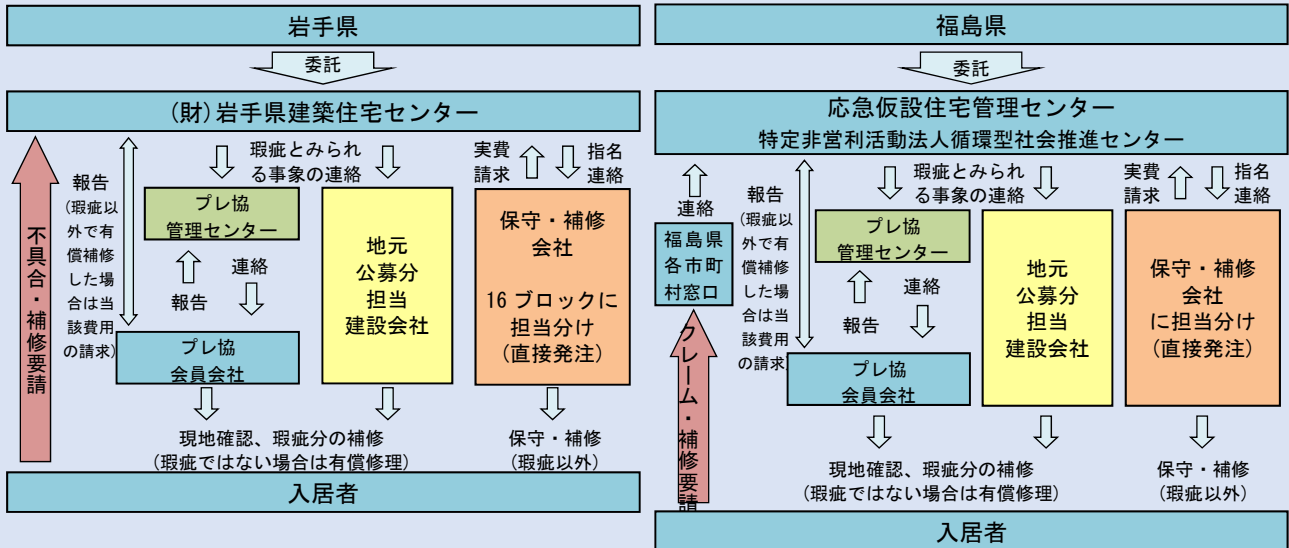 岩手県
委託
(財)岩手県建築住宅センター
不具合・補修要請
報告
(瑕疵以
外で有
償補修
した場
合は当
該費用
の請求)
瑕疵とみられ
る事象の連絡
プレ協
管理センター
報告
連絡
プレ協
会員会社
地元
公募分
担当
建設会社
実費
請求
指名
連絡
保守・補修
会社
16 ブロックに
担当分け
(直接発注)
現地確認、瑕疵分の補修
(瑕疵ではない場合は有償修理)
保守・補修
(瑕疵以外)
入居者
福島県
委託
応急仮設住宅管理センター
特定非営利活動法人循環型社会推進センター
連絡
福島県
各市町
村窓口
クレーム・補修要請
報告
(瑕疵以
外で有
償補修
した場
合は当
該費用
の請求)
瑕疵とみられ
る事象の連絡
プレ協
管理センター
報告
連絡
プレ協
会員会社
地元
公募分
担当
建設会社
実費
請求
指名
連絡
保守・補修
会社
に担当分け
(直接発注)
現地確認、瑕疵分の補修
(瑕疵ではない場合は有償修理)
保守・補修
(瑕疵以外)
入居者